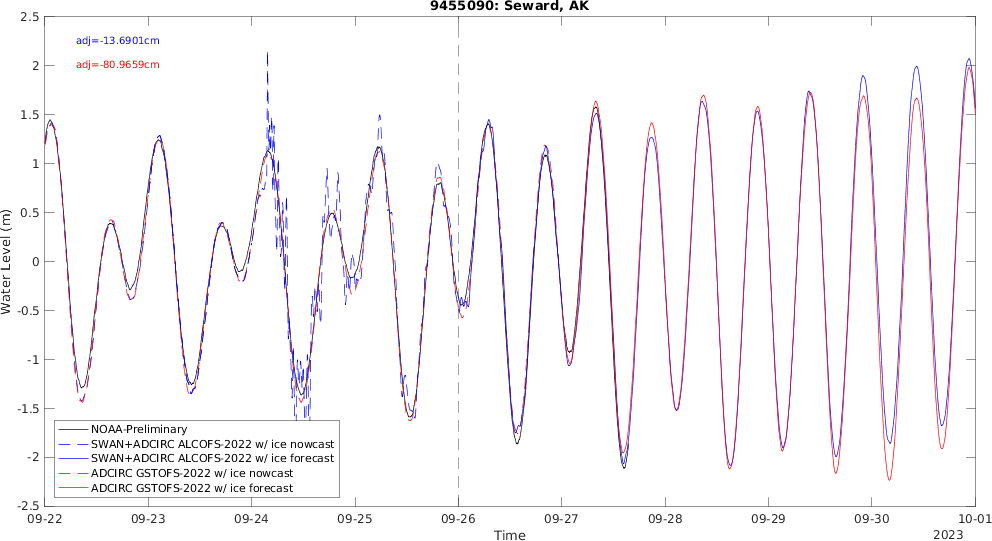 9455090: Seward, AK
2.5
adj=-13.6901cm
2
adj=-80.9659cm
1.5
1
0.5
0
Water Level (m)
-0.5
-1
-1.5
NOAA-Preliminary
SWAN+ADCIRC ALCOFS-2022 w/ ice nowcast
SWAN+ADCIRC ALCOFS-2022 w/ ice forecast
-2
ADCIRC GSTOFS-2022 w/ ice nowcast
ADCIRC GSTOFS-2022 w/ ice forecast
-2.5
09-22 09-23 09-24 09-25 09-26 09-27 09-28 09-29 09-30 10-01
Time
2023